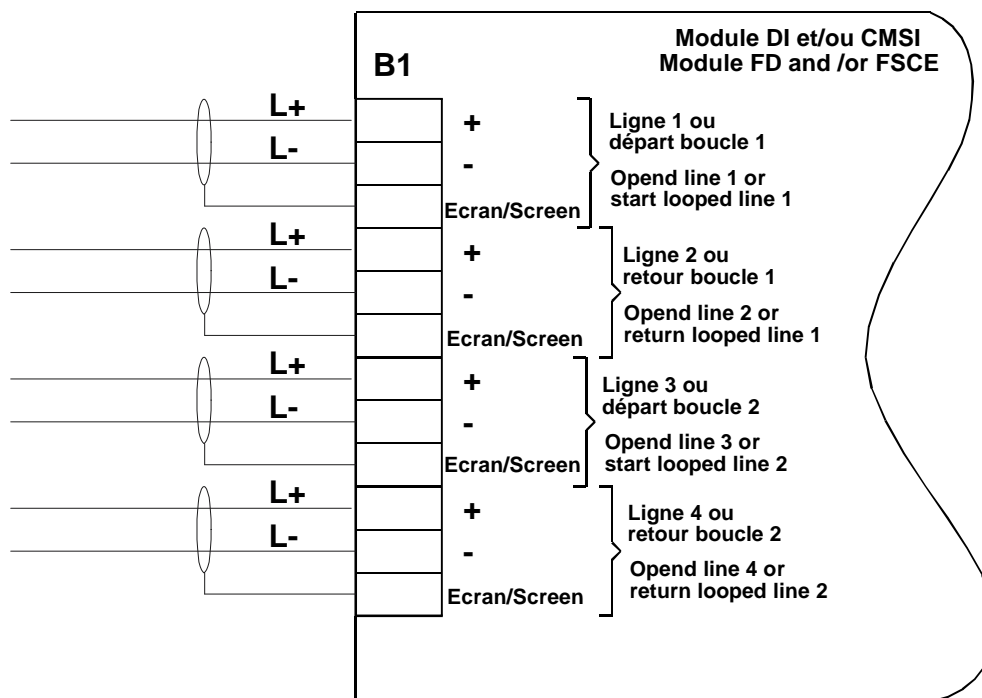 Module DI et/ou CMSI
Module FD and /or FSCE
B1
L+
+
L-
-
Ecran/Screen
Ligne 1 ou
départ boucle 1
Opend line 1 or
start looped line 1
L+
+
L-
-
Ecran/Screen
Ligne 2 ou
retour boucle 1
Opend line 2 or
return looped line 1
L+
+
L-
-
Ecran/Screen
Ligne 3 ou
départ boucle 2
Opend line 3 or
start looped line 2
L+
+
L-
-
Ecran/Screen
Ligne 4 ou
retour boucle 2
Opend line 4 or
return looped line 2